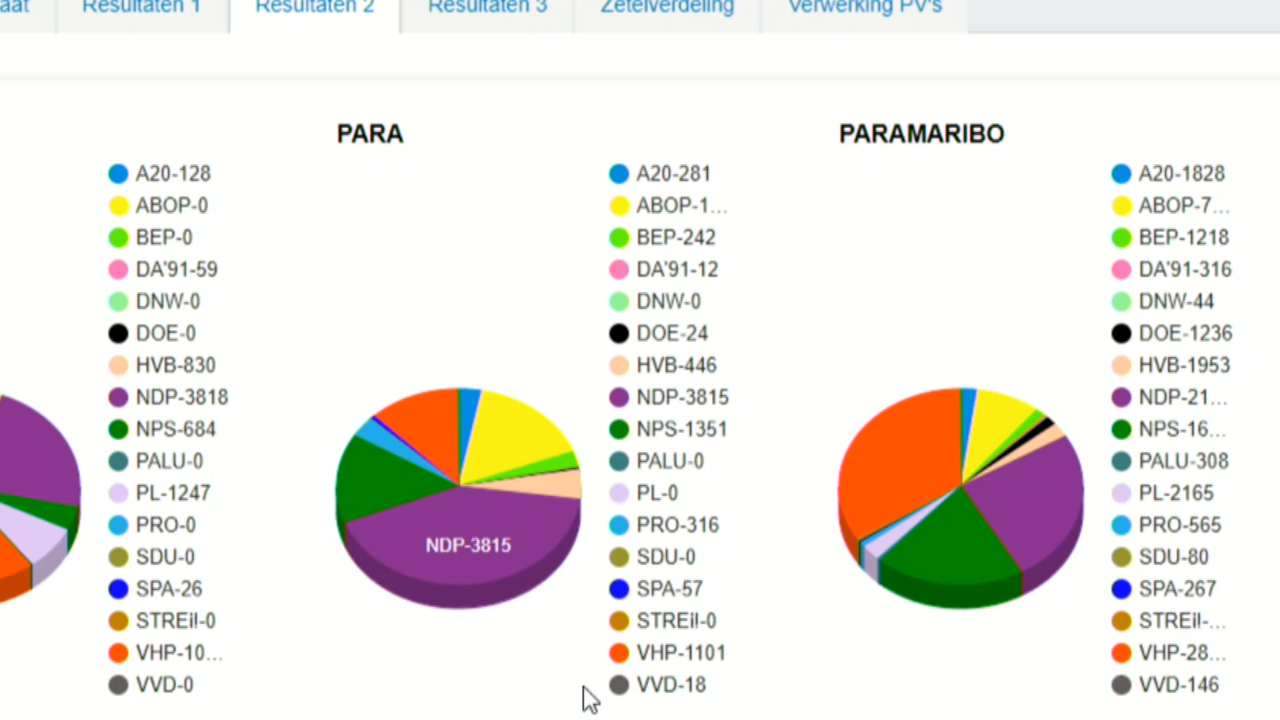 aat Resultaten 1 Resultaten 2 Resultaten 3 Zetelverdeling Verwerking PV's
A20-128
ABOP-0
BEP-0
DA'91-59
DNW-0
DOE-0
HVB-830
NDP-3818
NPS-684
PALU-0
PL-1247
PRO-0
SDU-0
SPA-26
STREi!-0
VHP-10...
VVD-0
PARA
NDP-3815
A20-281
ABOP-1...
BEP-242
DA'91-12
DNW-0
DOE-24
HVB-446
NDP-3815
NPS-1351
PALU-0
PL-0
PRO-316
SDU-0
SPA-57
STREi!-0
VHP-1101
VVD-18
PARAMARIBO
A20-1828
ABOP-7...
BEP-1218
DA'91-316
DNW-44
DOE-1236
HVB-1953
NDP-21...
NPS-16...
PALU-308
PL-2165
PRO-565
SDU-80
SPA-267
STREi!-...
VHP-28...
VVD-146